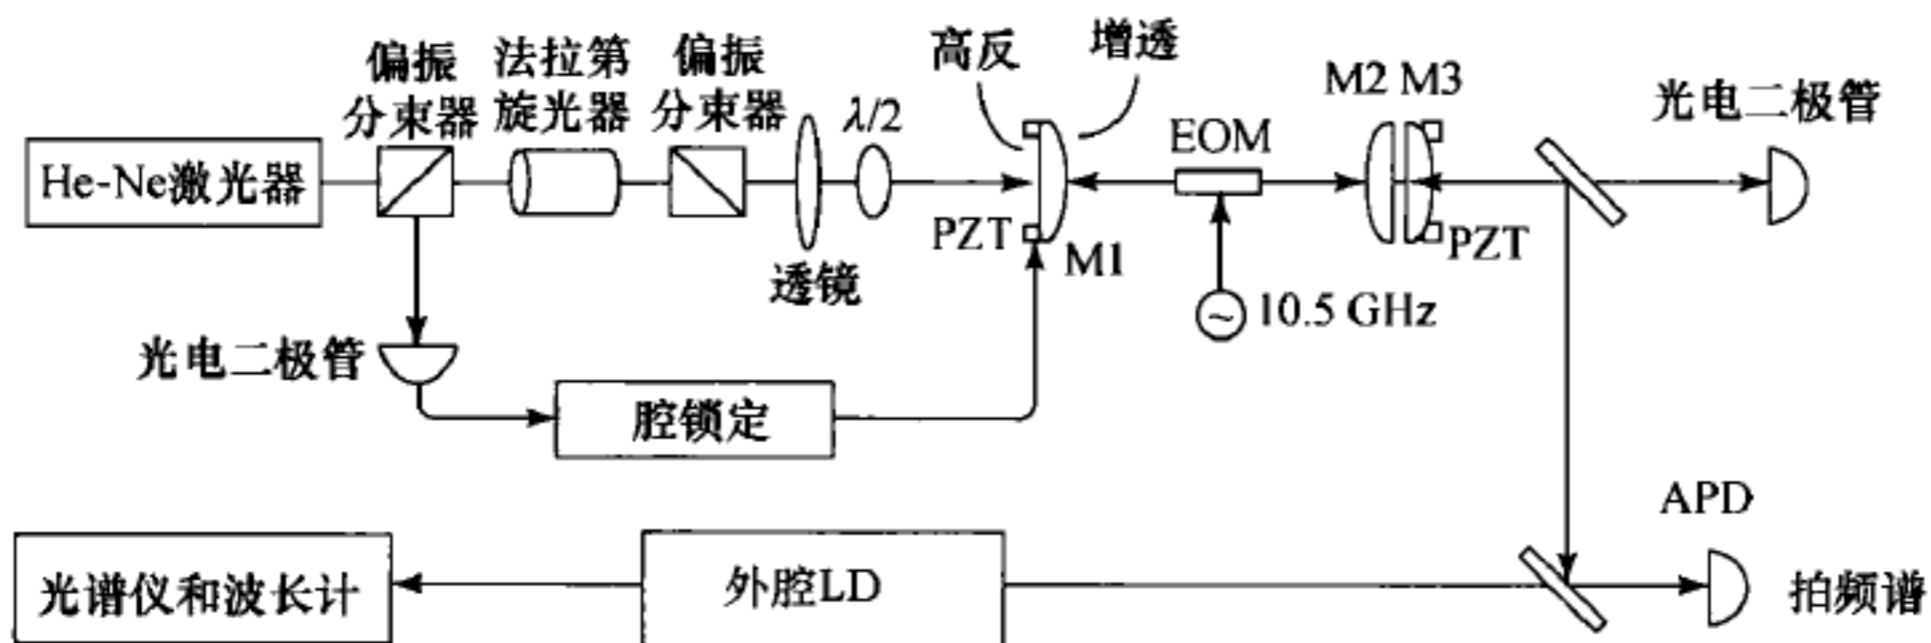 偏振
分束器
法拉第
旋光器
偏振
分束器
λ/2
高反
增透
M2 M3
光电二极管
He-Ne激光器
EOM
PZT
M1
PZT
透镜
10.5 GHz
光电二极管
腔锁定
APD
光谱仪和波长计
外腔LD
拍频谱